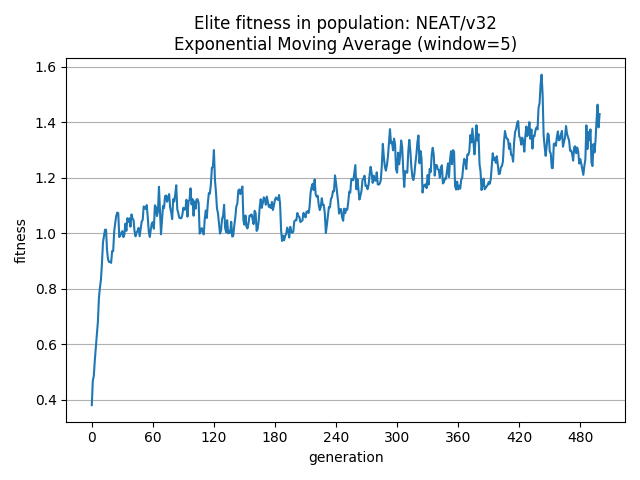 Elite fitness in population: NEAT/v32
Exponential Moving Average (window=5)
1.6
1.4
1.2
1.0
0.8
0.6
0.4
fitness
0 60 120 180 240 300 360 420 480
generation